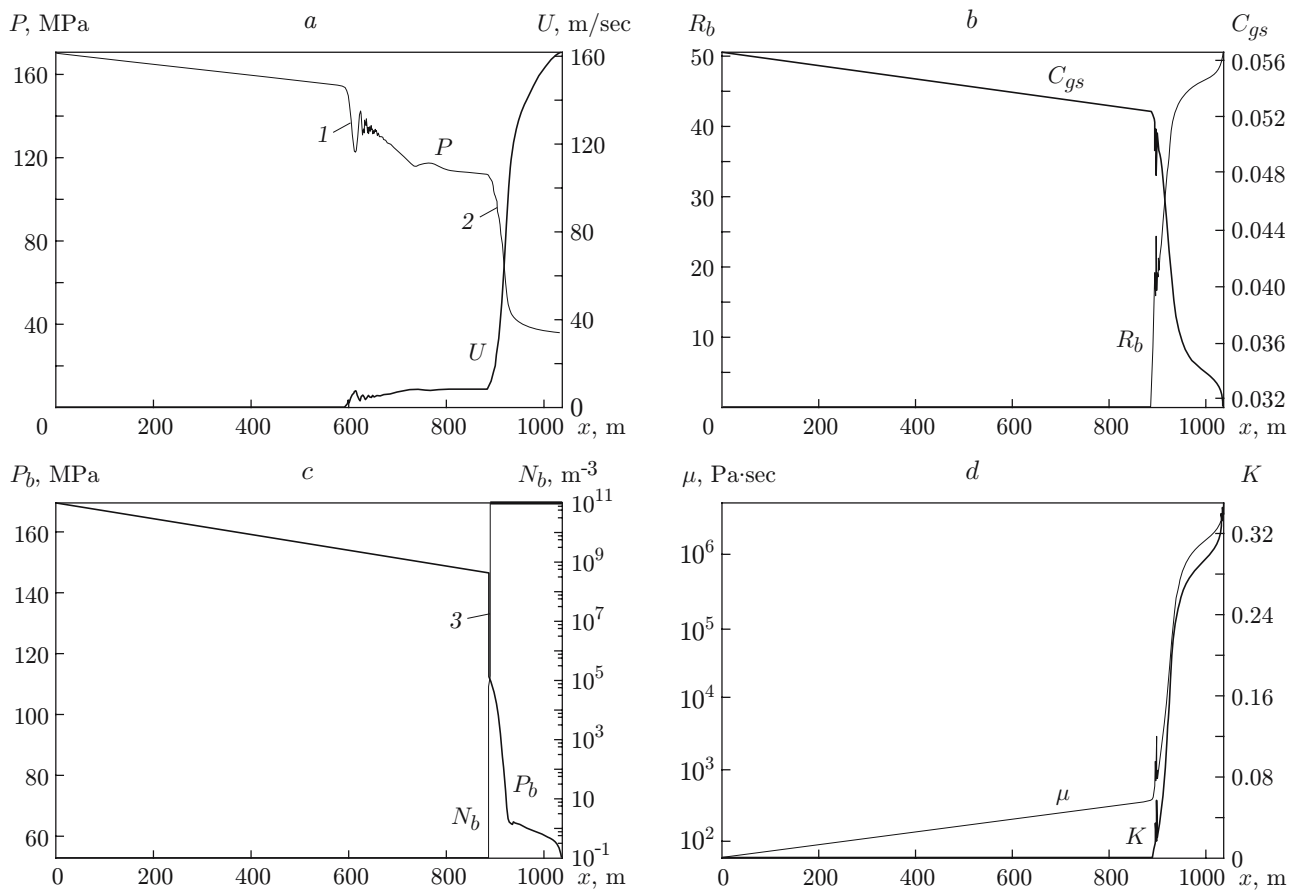 P, MPa a U, m/sec
160
120
80
40
160
120
80
40
0
1
P
2
U
0 200 400 600 800 1000 x, m
R_b b C_gs
50
40
30
20
10
0.056
0.052
0.048
0.044
0.040
0.036
0.032
C_gs
R_b
0 200 400 600 800 1000 x, m
P_b, MPa c N_b, m^-3
160
140
120
100
80
60
10^11
10^9
10^7
10^5
10^3
10
10^-1
3
P_b
N_b
0 200 400 600 800 1000 x, m
μ, Pa·sec d K
10^6
10^5
10^4
10^3
10^2
0.32
0.24
0.16
0.08
0
μ
K
0 200 400 600 800 1000 x, m